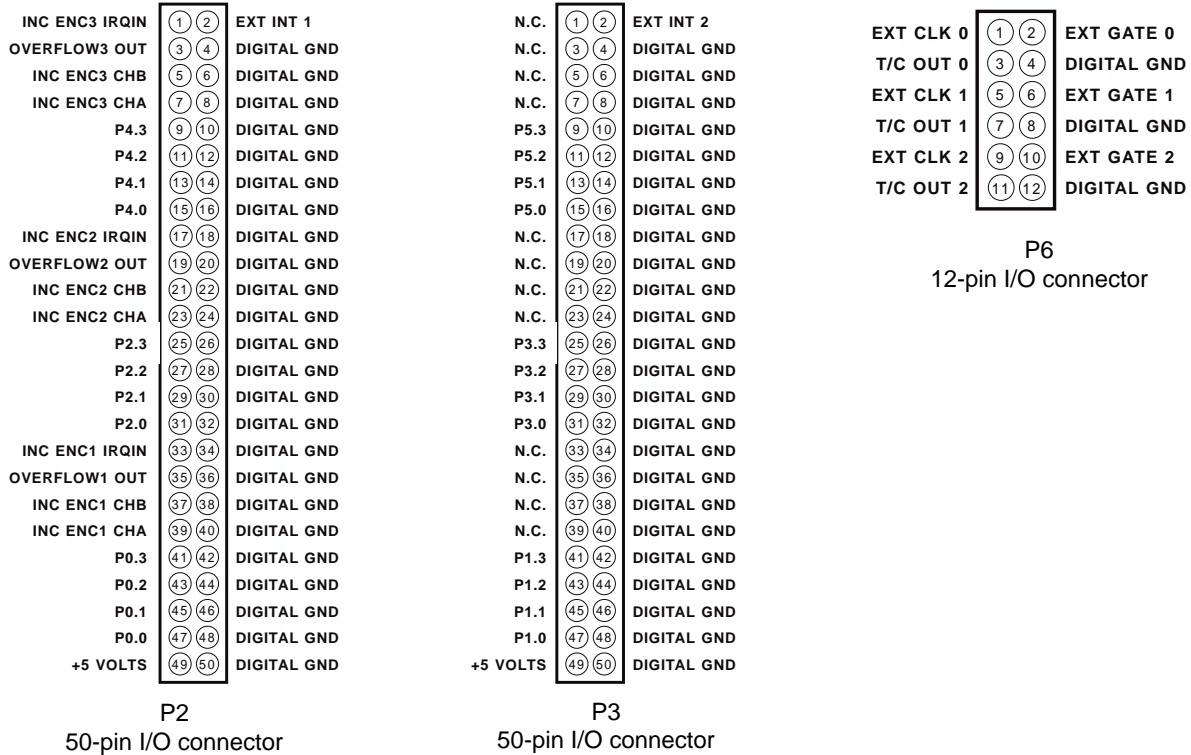 INC ENC3 IRQIN 1 2 EXT INT 1
OVERFLOW3 OUT 3 4 DIGITAL GND
INC ENC3 CHB 5 6 DIGITAL GND
INC ENC3 CHA 7 8 DIGITAL GND
P4.3 9 10 DIGITAL GND
P4.2 11 12 DIGITAL GND
P4.1 13 14 DIGITAL GND
P4.0 15 16 DIGITAL GND
INC ENC2 IRQIN 17 18 DIGITAL GND
OVERFLOW2 OUT 19 20 DIGITAL GND
INC ENC2 CHB 21 22 DIGITAL GND
INC ENC2 CHA 23 24 DIGITAL GND
P2.3 25 26 DIGITAL GND
P2.2 27 28 DIGITAL GND
P2.1 29 30 DIGITAL GND
P2.0 31 32 DIGITAL GND
INC ENC1 IRQIN 33 34 DIGITAL GND
OVERFLOW1 OUT 35 36 DIGITAL GND
INC ENC1 CHB 37 38 DIGITAL GND
INC ENC1 CHA 39 40 DIGITAL GND
P0.3 41 42 DIGITAL GND
P0.2 43 44 DIGITAL GND
P0.1 45 46 DIGITAL GND
P0.0 47 48 DIGITAL GND
+5 VOLTS 49 50 DIGITAL GND
P2
50-pin I/O connector
N.C. 1 2 EXT INT 2
N.C. 3 4 DIGITAL GND
N.C. 5 6 DIGITAL GND
N.C. 7 8 DIGITAL GND
P5.3 9 10 DIGITAL GND
P5.2 11 12 DIGITAL GND
P5.1 13 14 DIGITAL GND
P5.0 15 16 DIGITAL GND
N.C. 17 18 DIGITAL GND
N.C. 19 20 DIGITAL GND
N.C. 21 22 DIGITAL GND
N.C. 23 24 DIGITAL GND
P3.3 25 26 DIGITAL GND
P3.2 27 28 DIGITAL GND
P3.1 29 30 DIGITAL GND
P3.0 31 32 DIGITAL GND
N.C. 33 34 DIGITAL GND
N.C. 35 36 DIGITAL GND
N.C. 37 38 DIGITAL GND
N.C. 39 40 DIGITAL GND
P1.3 41 42 DIGITAL GND
P1.2 43 44 DIGITAL GND
P1.1 45 46 DIGITAL GND
P1.0 47 48 DIGITAL GND
+5 VOLTS 49 50 DIGITAL GND
P3
50-pin I/O connector
EXT CLK 0 1 2 EXT GATE 0
T/C OUT 0 3 4 DIGITAL GND
EXT CLK 1 5 6 EXT GATE 1
T/C OUT 1 7 8 DIGITAL GND
EXT CLK 2 9 10 EXT GATE 2
T/C OUT 2 11 12 DIGITAL GND
P6
12-pin I/O connector